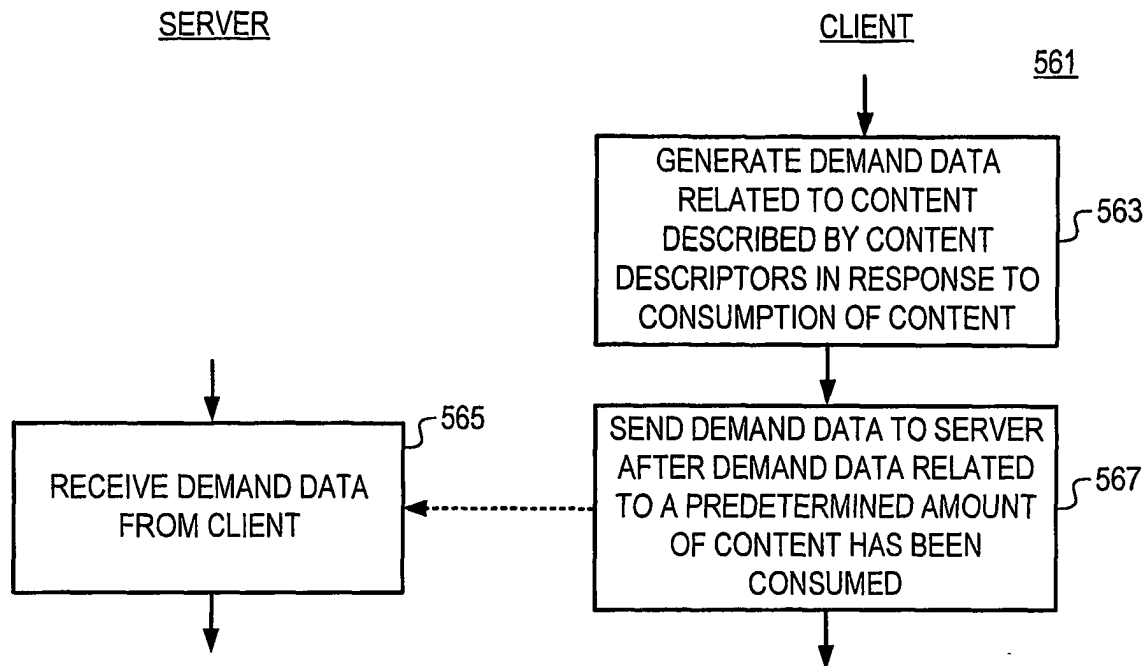 SERVER
CLIENT
561
GENERATE DEMAND DATA
RELATED TO CONTENT
DESCRIBED BY CONTENT
DESCRIPTORS IN RESPONSE TO
CONSUMPTION OF CONTENT
563
565
RECEIVE DEMAND DATA
FROM CLIENT
SEND DEMAND DATA TO SERVER
AFTER DEMAND DATA RELATED
TO A PREDETERMINED AMOUNT
OF CONTENT HAS BEEN
CONSUMED
567